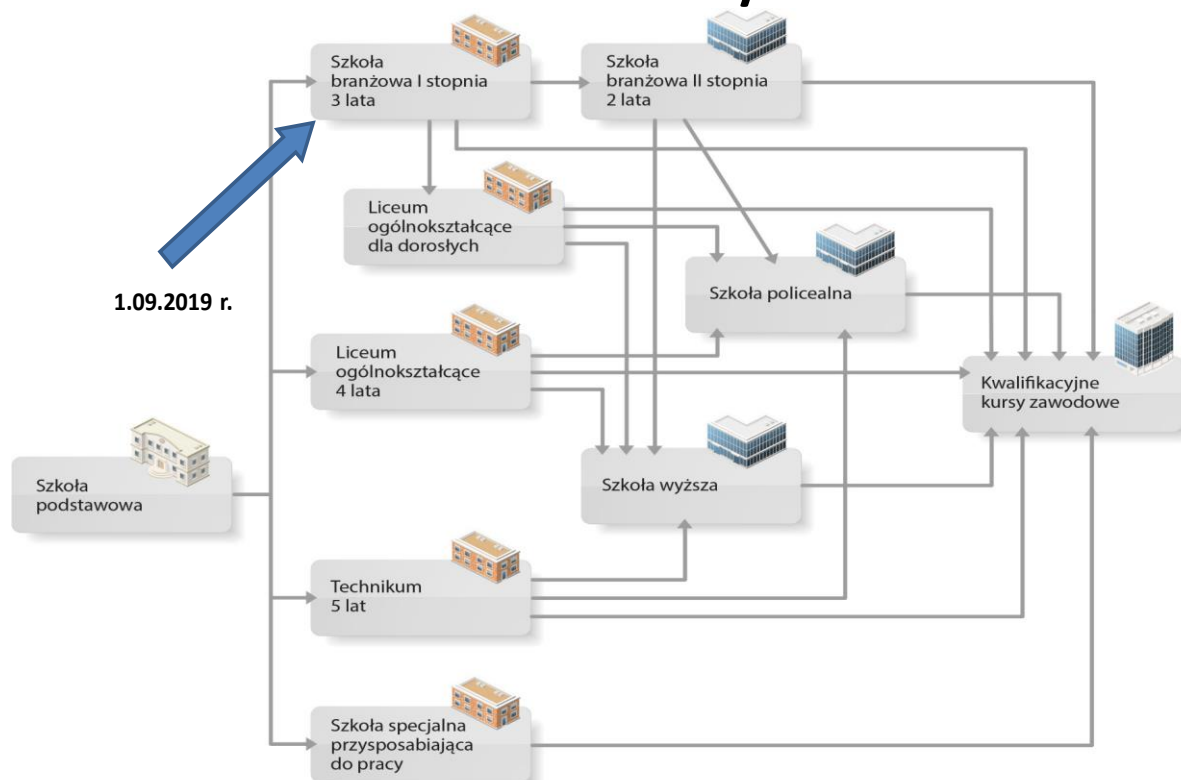 Szkoła
branżowa I stopnia
3 lata
Szkoła
branżowa II stopnia
2 lata
Liceum
ogólnokształcące
dla dorosłych
Szkoła policealna
1.09.2019 r.
Liceum
ogólnokształcące
4 lata
Kwalifikacyjne
kursy zawodowe
Szkoła
podstawowa
Szkoła wyższa
Technikum
5 lat
Szkoła specjalna
przysposabiająca
do pracy